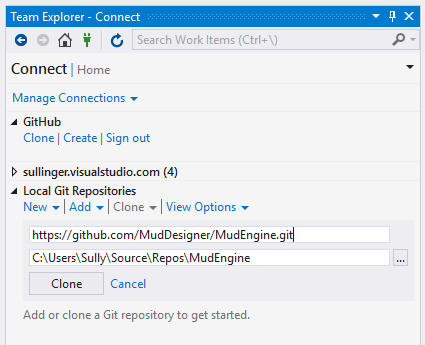 Team Explorer - Connect
Search Work Items (Ctrl+\)
Connect | Home
Manage Connections
GitHub
Clone | Create | Sign out
sullinger.visualstudio.com (4)
Local Git Repositories
New | Add | Clone | View Options
https://github.com/MudDesigner/MudEngine.git
C:\Users\Sully\Source\Repos\MudEngine
...
Clone Cancel
Add or clone a Git repository to get started.